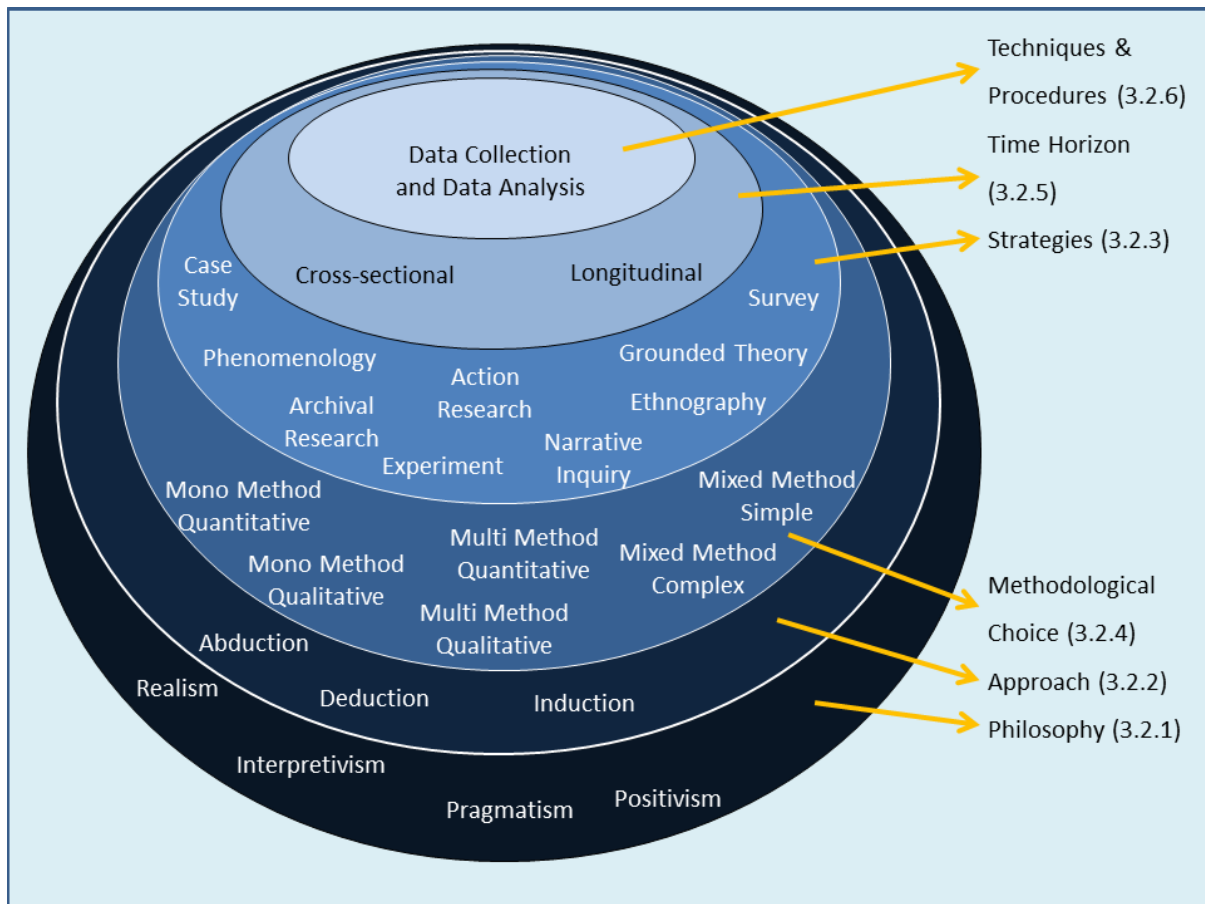 Techniques &
Procedures (3.2.6)
Time Horizon
(3.2.5)
Strategies (3.2.3)
Data Collection
and Data Analysis
Cross-sectional
Longitudinal
Case
Study
Survey
Phenomenology
Action
Research
Grounded Theory
Archival
Research
Ethnography
Experiment
Narrative
Inquiry
Mono Method
Quantitative
Mixed Method
Simple
Mono Method
Qualitative
Multi Method
Quantitative
Mixed Method
Complex
Multi Method
Qualitative
Abduction
Deduction
Induction
Realism
Interpretivism
Pragmatism
Positivism
Methodological
Choice (3.2.4)
Approach (3.2.2)
Philosophy (3.2.1)